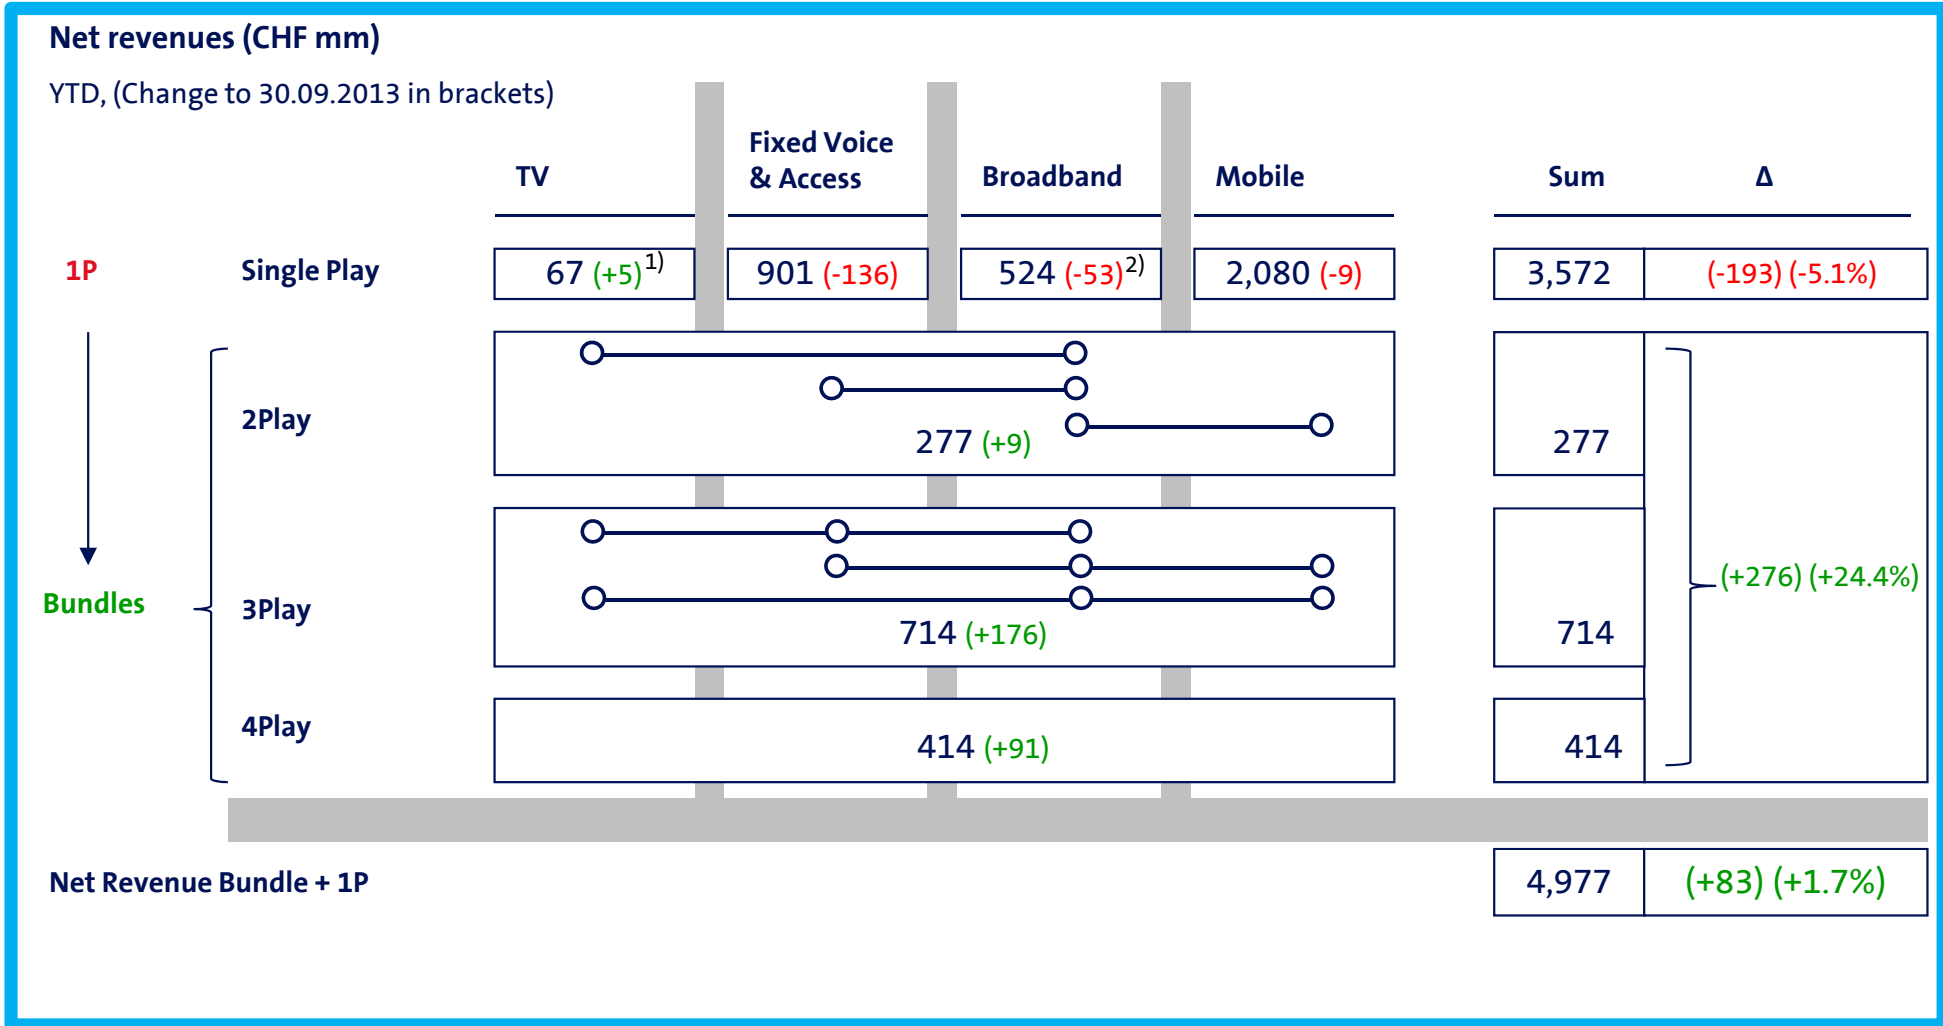 Net revenues (CHF mm)
YTD, (Change to 30.09.2013 in brackets)
TV
Fixed Voice
& Access
Broadband
Mobile
Sum
Δ
1P
Single Play
67 (+5)1)
901 (-136)
524 (-53)2)
2,080 (-9)
3,572
(-193) (-5.1%)
2Play
277 (+9)
277
Bundles
3Play
714 (+176)
714
(+276) (+24.4%)
4Play
414 (+91)
414
Net Revenue Bundle + 1P
4,977
(+83) (+1.7%)